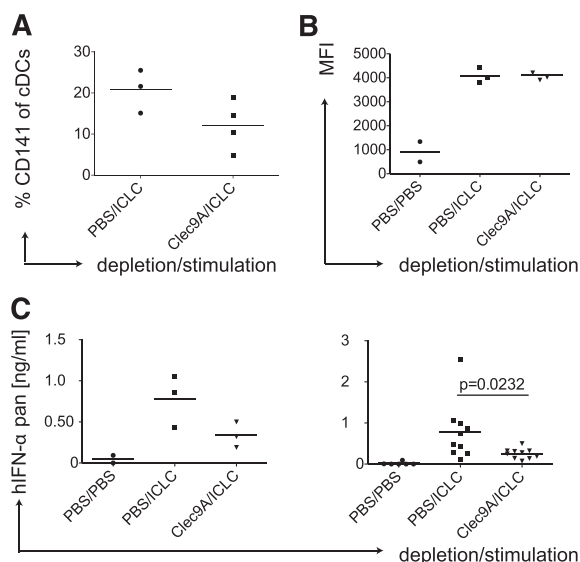 A
% CD141 of cDCs
30
20
10
0
PBS/ICLC
Clec9A/ICLC
depletion/stimulation
B
MFI
5000
4000
3000
2000
1000
0
PBS/PBS
PBS/ICLC
Clec9A/ICLC
depletion/stimulation
C
hIFN-α pan [ng/ml]
1.5
1.0
0.50
0
PBS/PBS
PBS/ICLC
Clec9A/ICLC
3
2
1
0
p=0.0232
PBS/PBS
PBS/ICLC
Clec9A/ICLC
depletion/stimulation